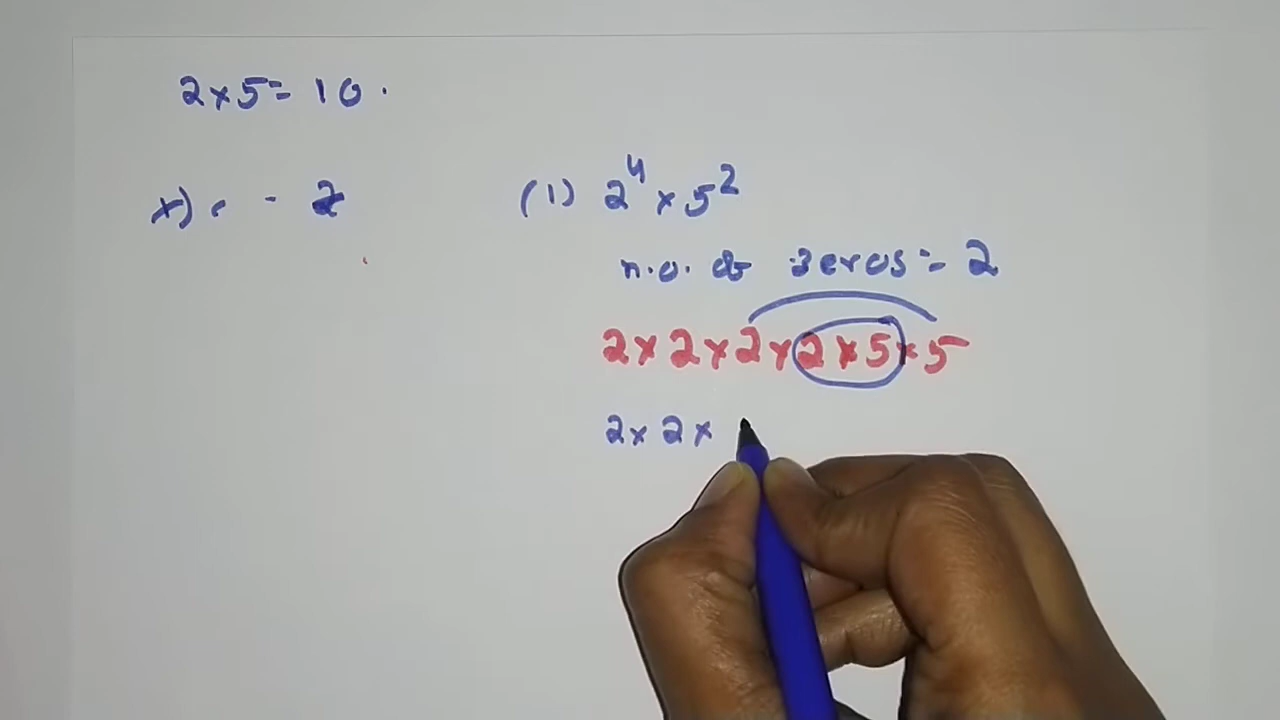 2×5=10.
(1) 2⁴×5²
n.o. of zeros=2
2×2×2×2×5×5
2×2×